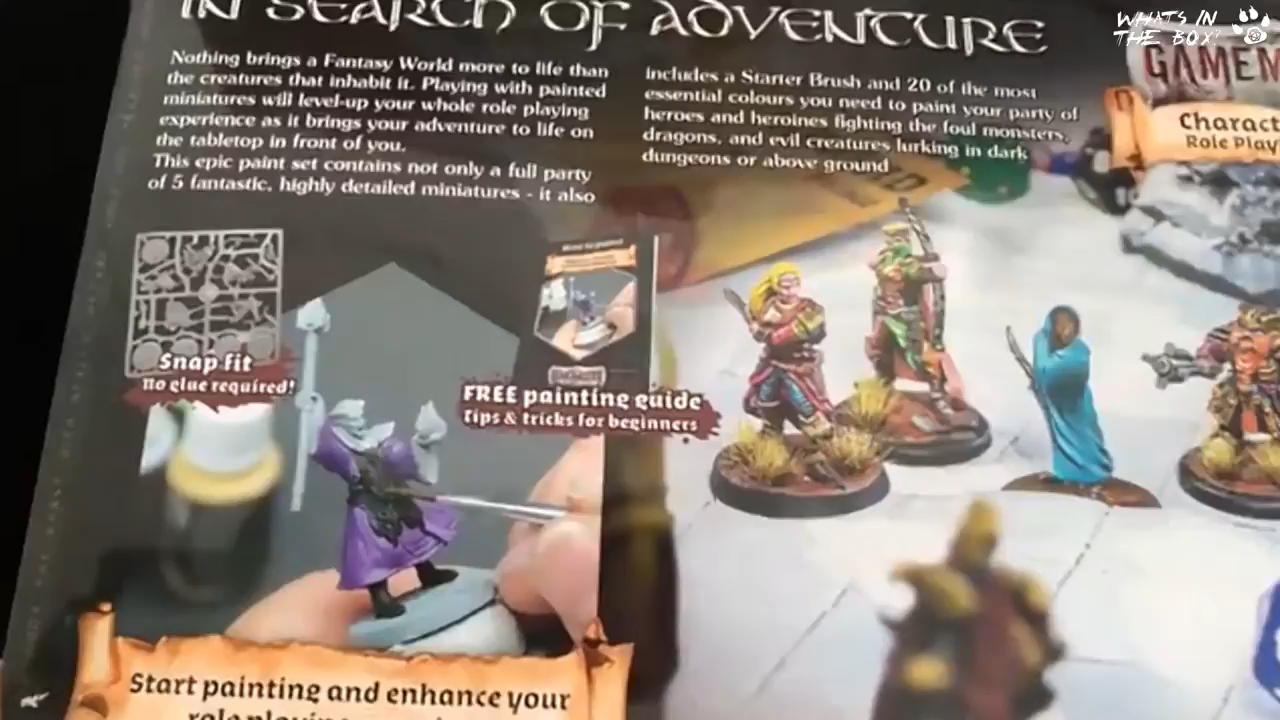 IN SEARCH OF ADVENTURE
Nothing brings a Fantasy World more to life than
the creatures that inhabit it. Playing with painted
miniatures will level-up your whole role playing
experience as it brings your adventure to life on
the tabletop in front of you.
This epic paint set contains not only a full party
of 5 fantastic, highly detailed miniatures - it also
includes a Starter Brush and 20 of the most
essential colours you need to paint your party of
heroes and heroines fighting the foul monsters,
dragons, and evil creatures lurking in dark
dungeons or above ground
WHATS IN
THE BOX?
GAMEM
Charact
Role Play
Snap fit
no glue required!
FREE painting guide
Tips & tricks for beginners
Start painting and enhance your